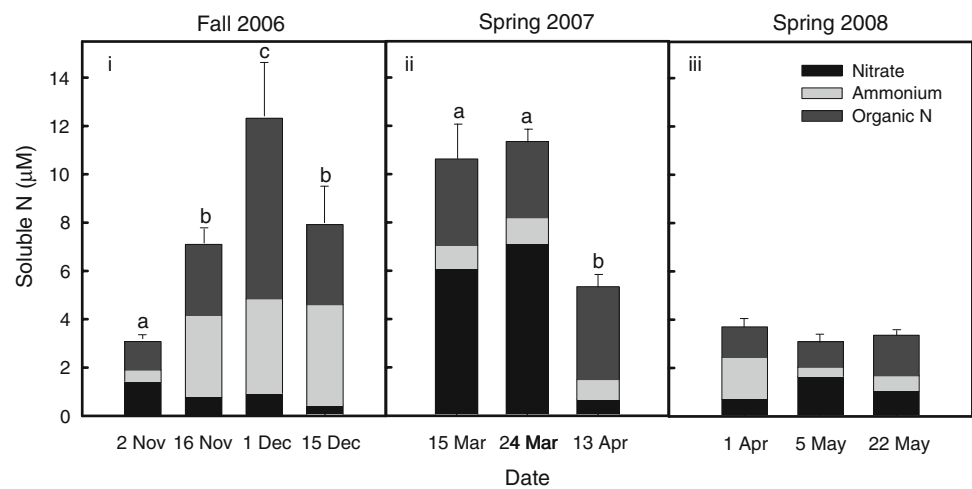 Fall 2006 Spring 2007 Spring 2008
i ii iii
Nitrate
Ammonium
Organic N
14
12
10
8
6
4
2
0
Soluble N (µM)
a b c b
a a b
2 Nov 16 Nov 1 Dec 15 Dec 15 Mar 24 Mar 13 Apr 1 Apr 5 May 22 May
Date